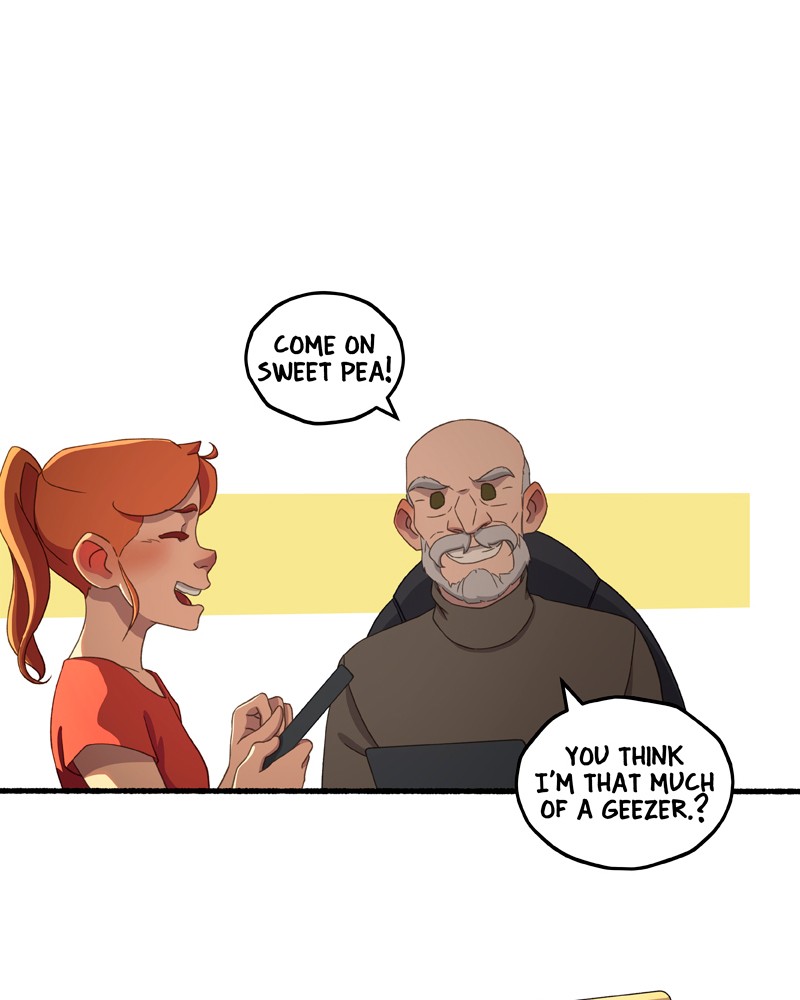 COME ON
SWEET PEA!
YOU THINK
I'M THAT MUCH
OF A GEEZER.?